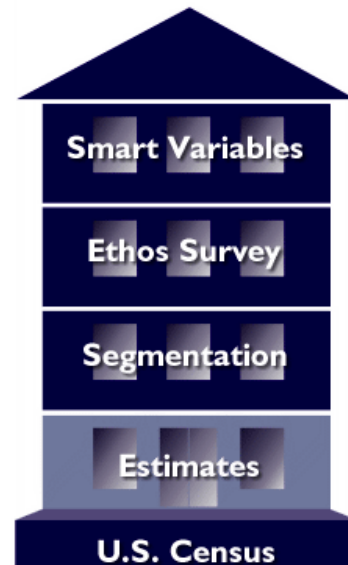 Smart Variables
Ethos Survey
Segmentation
Estimates
U.S. Census